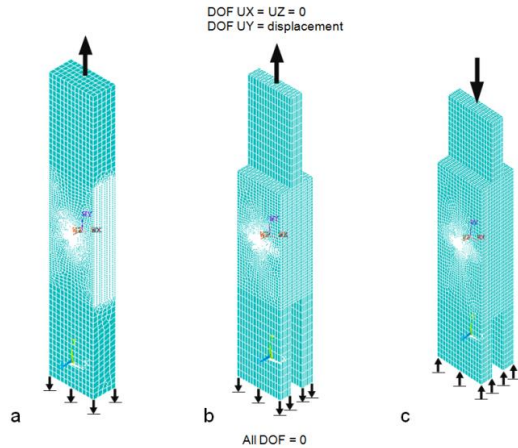 DOF UX = UZ = 0
DOF UY = displacement
a
b
c
All DOF = 0